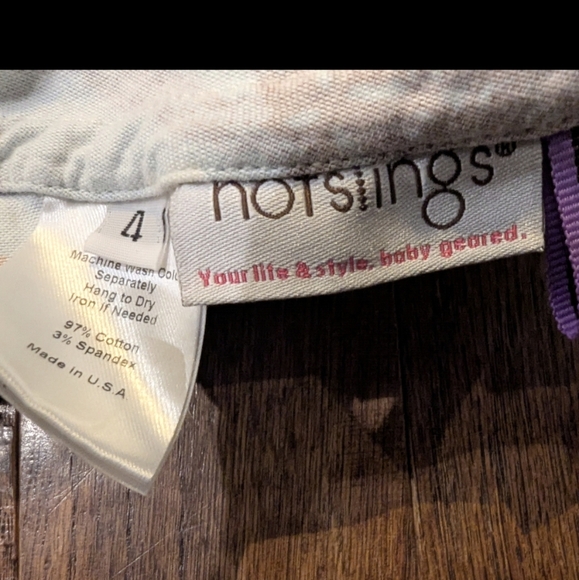 hotslings®
Your life & style, baby geared.
4
Machine Wash Cold
Separately
Hang to Dry
Iron if Needed
97% Cotton
3% Spandex
Made in U.S.A